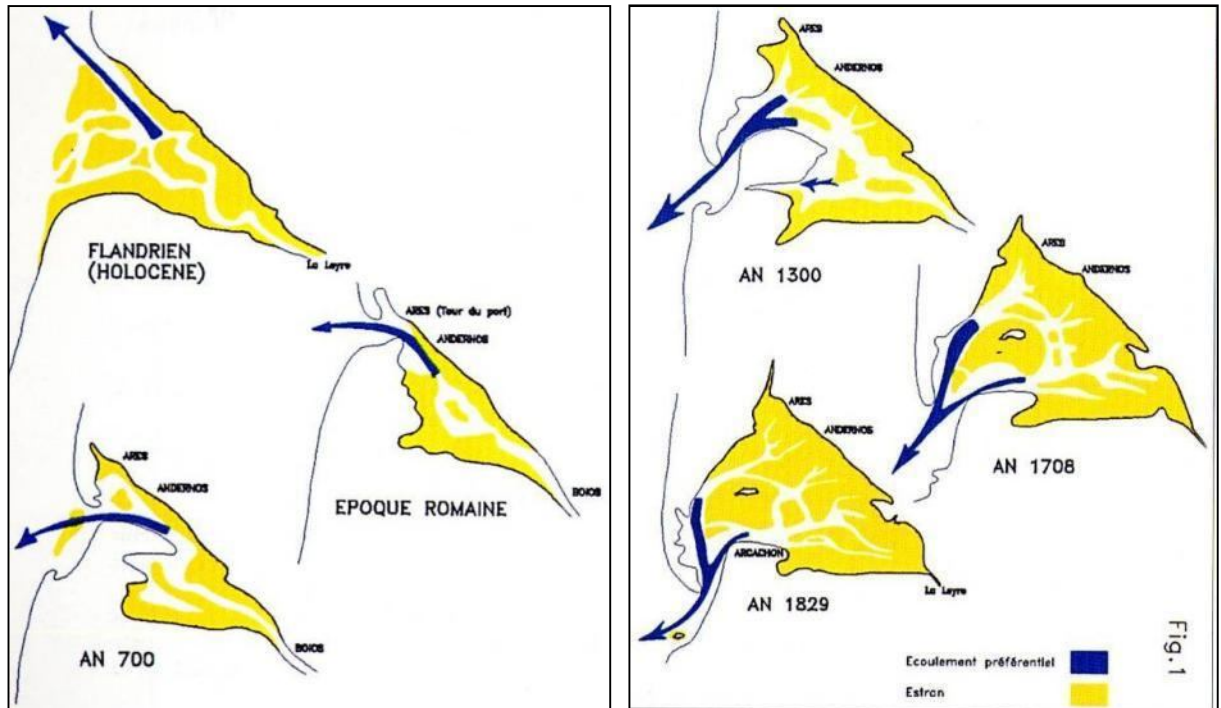 FLANDRIEN
(HOLOCENE)
La Leyre
ARES (Tour du port)
ANDERNOS
BOIOS
EPOQUE ROMAINE
ARES
ANDERNOS
BOIOS
AN 700
ARES
ANDERNOS
AN 1300
ARES
ANDERNOS
AN 1708
ARES
ANDERNOS
ARCACHON
La Leyre
AN 1829
Fig.1
Ecoulement préférentiel
Estran